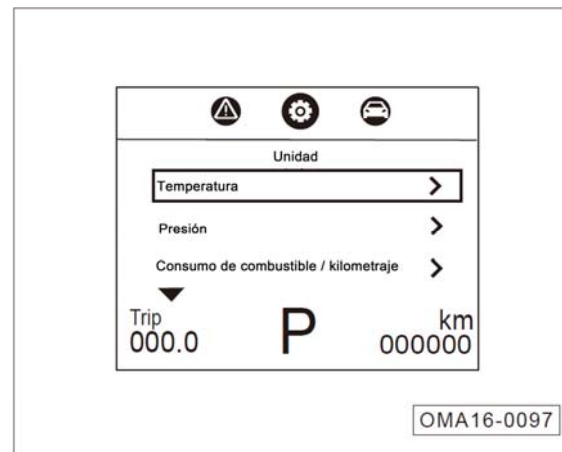 Unidad
Temperatura
Presión
Consumo de combustible / kilometraje
Trip
000.0
P
km
000000
OMA16-0097